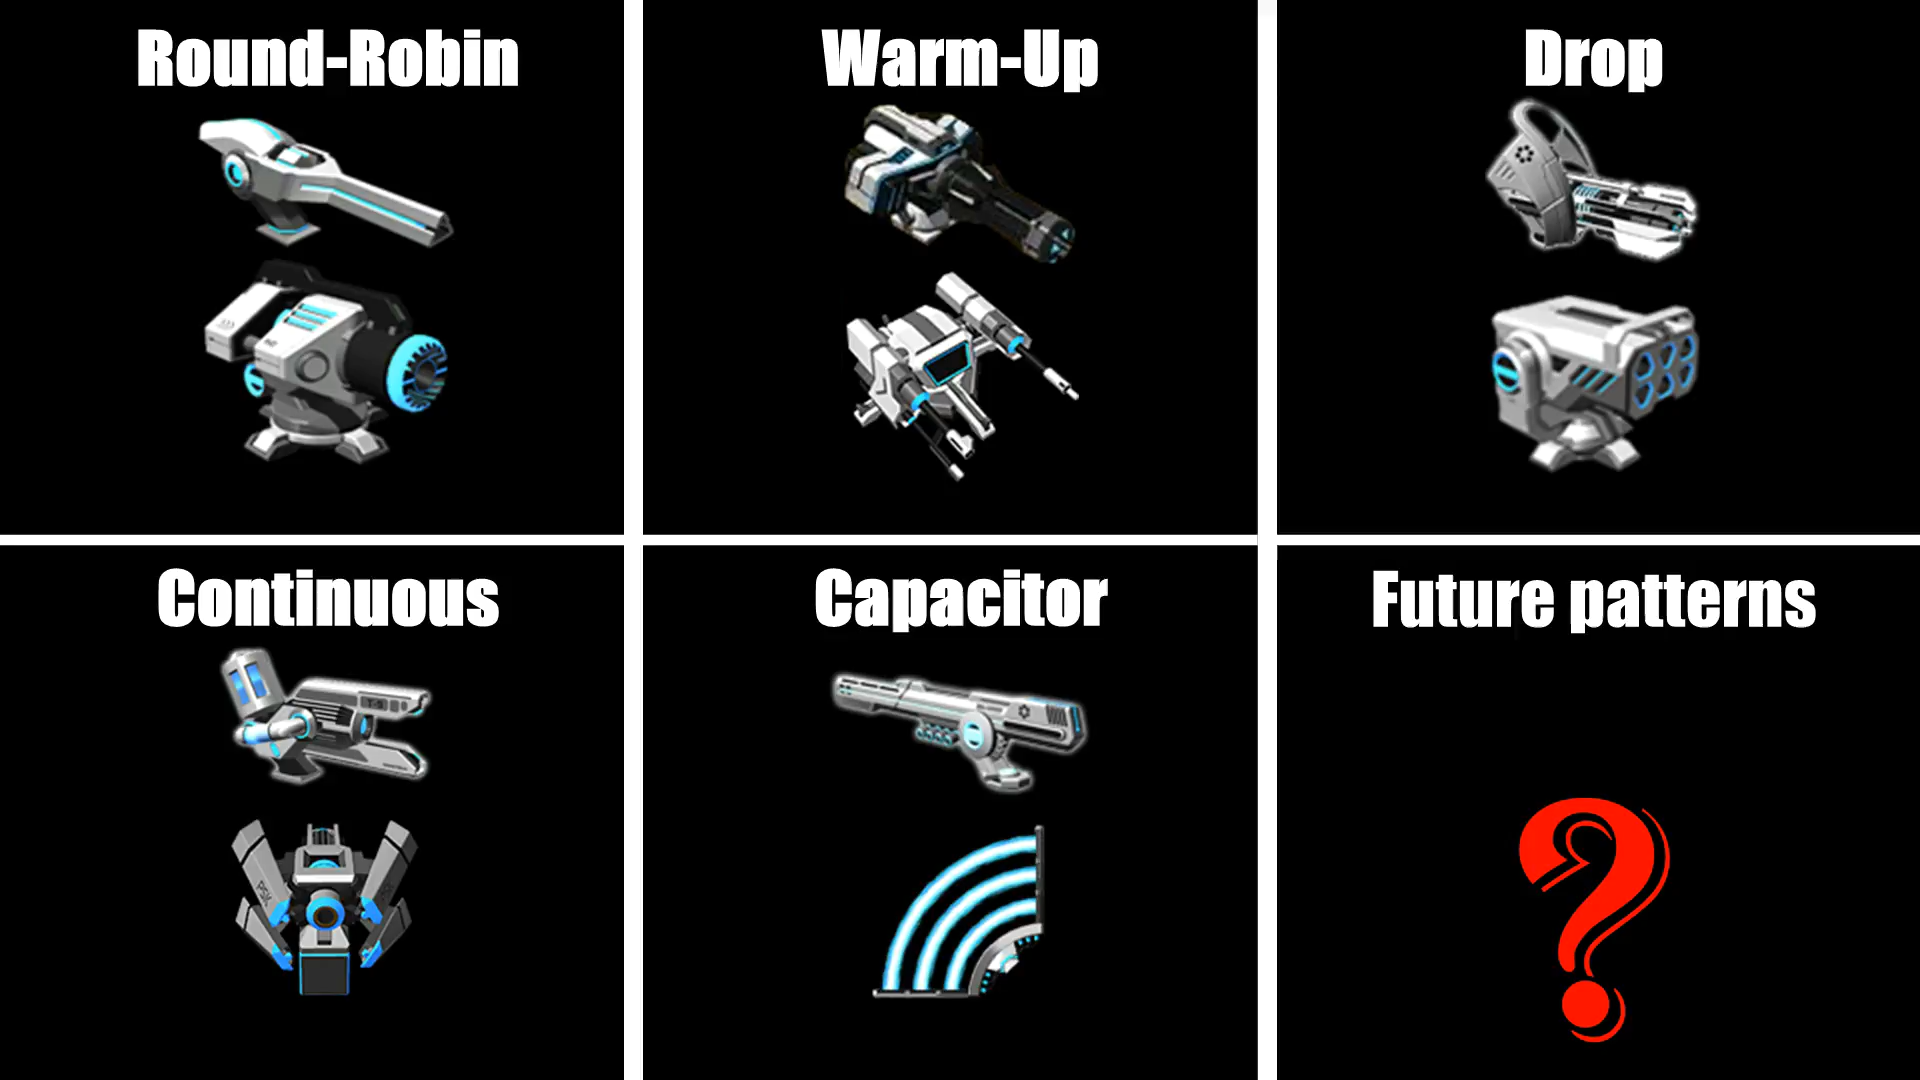 Round-Robin
Warm-Up
Drop
Continuous
Capacitor
Future patterns